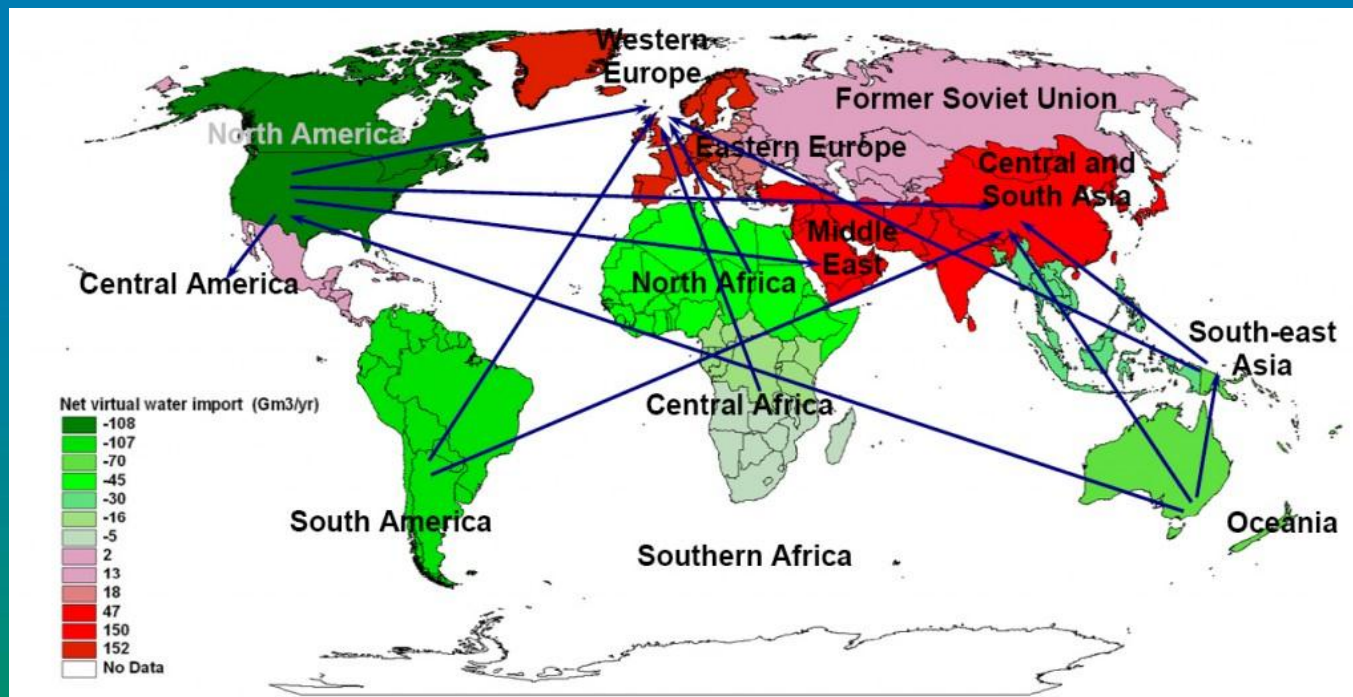 Western
Europe
Former Soviet Union
North America
Eastern Europe
Central and
South Asia
Middle
East
Central America
North Africa
South-east
Asia
Central Africa
South America
Oceania
Southern Africa
Net virtual water import (Gm3/yr)
-108
-107
-70
-45
-30
-16
-5
2
13
18
47
150
152
No Data